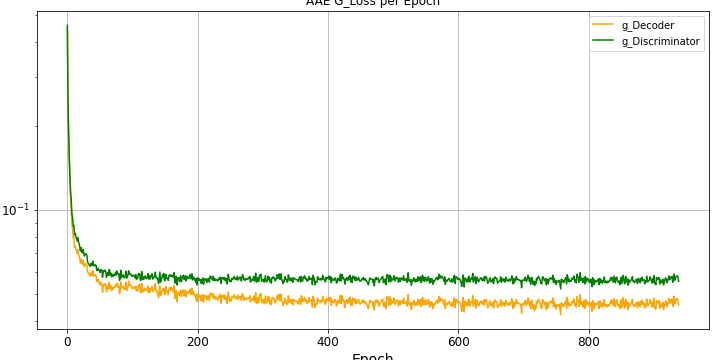 AAE G_Loss per Epoch
g_Decoder
g_Discriminator
10⁻¹
0 200 400 600 800
Epoch